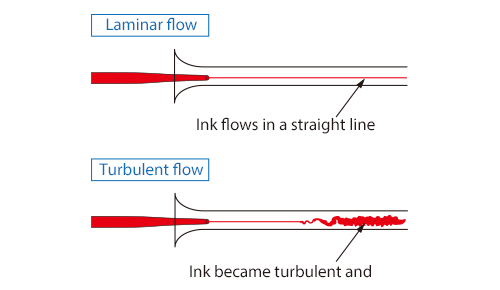 Laminar flow
Ink flows in a straight line
Turbulent flow
Ink became turbulent and